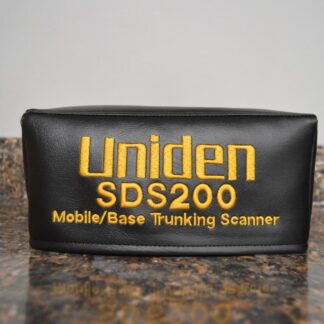 Uniden
SDS200
Mobile/Base Trunking Scanner